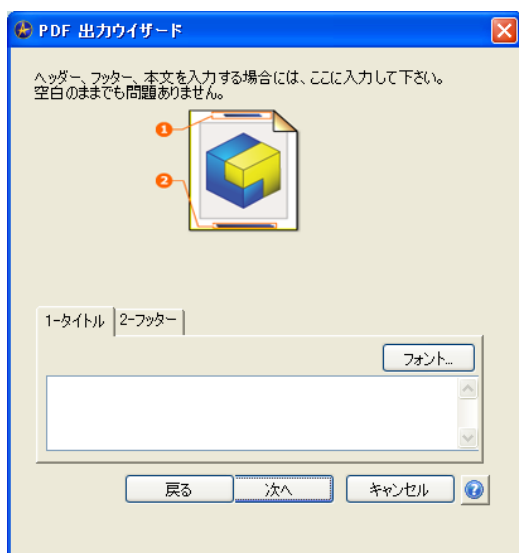 PDF 出力ウイザード
ヘッダー、フッター、本文を入力する場合には、ここに入力して下さい。
空白のままでも問題ありません。
1
2
1-タイトル 2-フッター
フォント...
戻る 次へ キャンセル ?